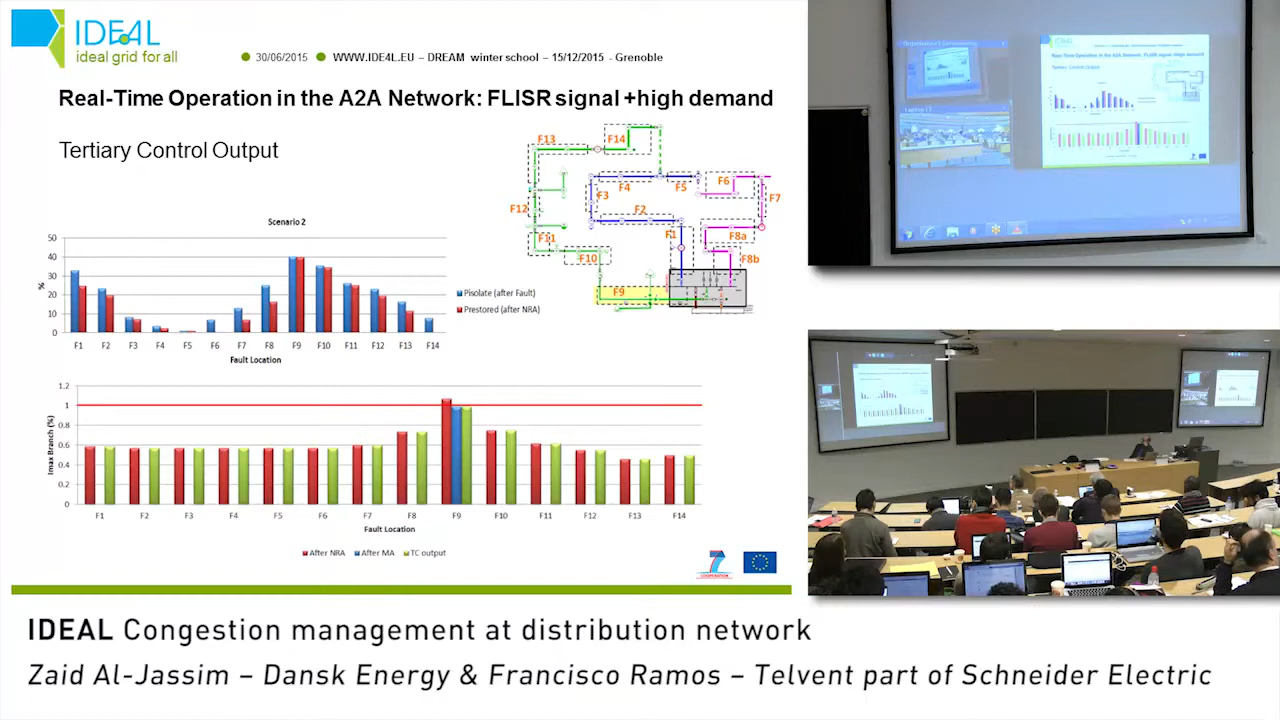 IDE4L
ideal grid for all
30/06/2015 WWW.IDE4L.EU – DREAM winter school – 15/12/2015 - Grenoble
Real-Time Operation in the A2A Network: FLISR signal +high demand
Tertiary Control Output
F13
F14
F4
F5
F6
F3
F7
F12
F2
F1
F8a
F11
F10
F8b
F9
Scenario 2
50
40
30
20
10
0
%
F1 F2 F3 F4 F5 F6 F7 F8 F9 F10 F11 F12 F13 F14
Fault Location
Pisolate (after Fault)
Prestored (after NRA)
1.2
1
0.8
0.6
0.4
0.2
0
Imax Branch (%)
F1 F2 F3 F4 F5 F6 F7 F8 F9 F10 F11 F12 F13 F14
Fault Location
After NRA After MA TC output
7
COOPERATION
IDEAL Congestion management at distribution network
Zaid Al-Jassim – Dansk Energy & Francisco Ramos – Telvent part of Schneider Electric